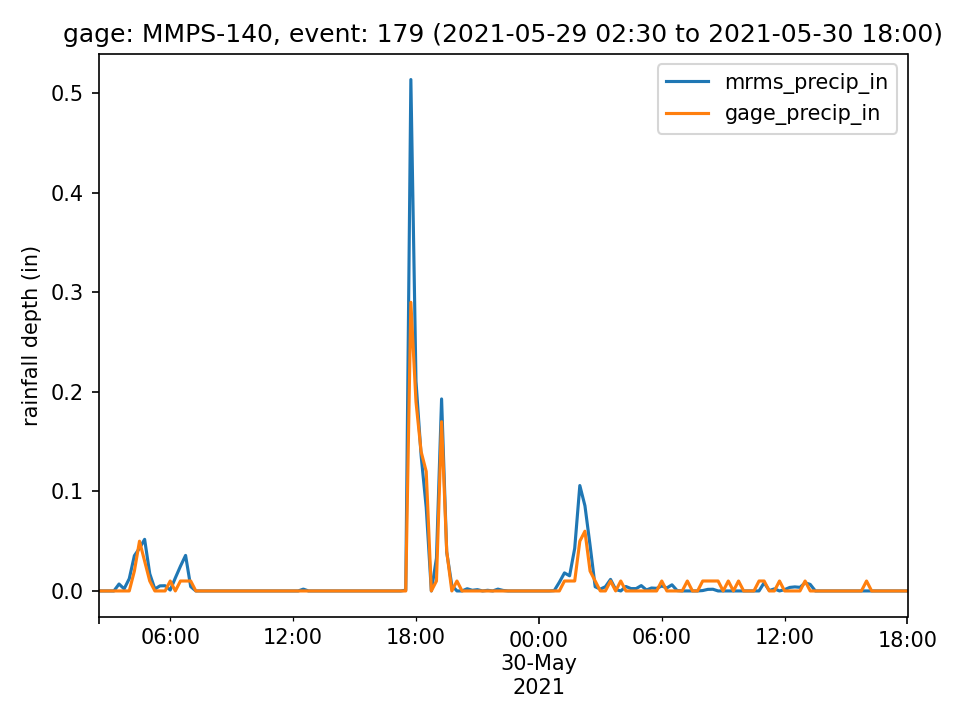 gage: MMPS-140, event: 179 (2021-05-29 02:30 to 2021-05-30 18:00)
mrms_precip_in
gage_precip_in
rainfall depth (in)
0.5
0.4
0.3
0.2
0.1
0.0
06:00
12:00
18:00
00:00
30-May
2021
06:00
12:00
18:00